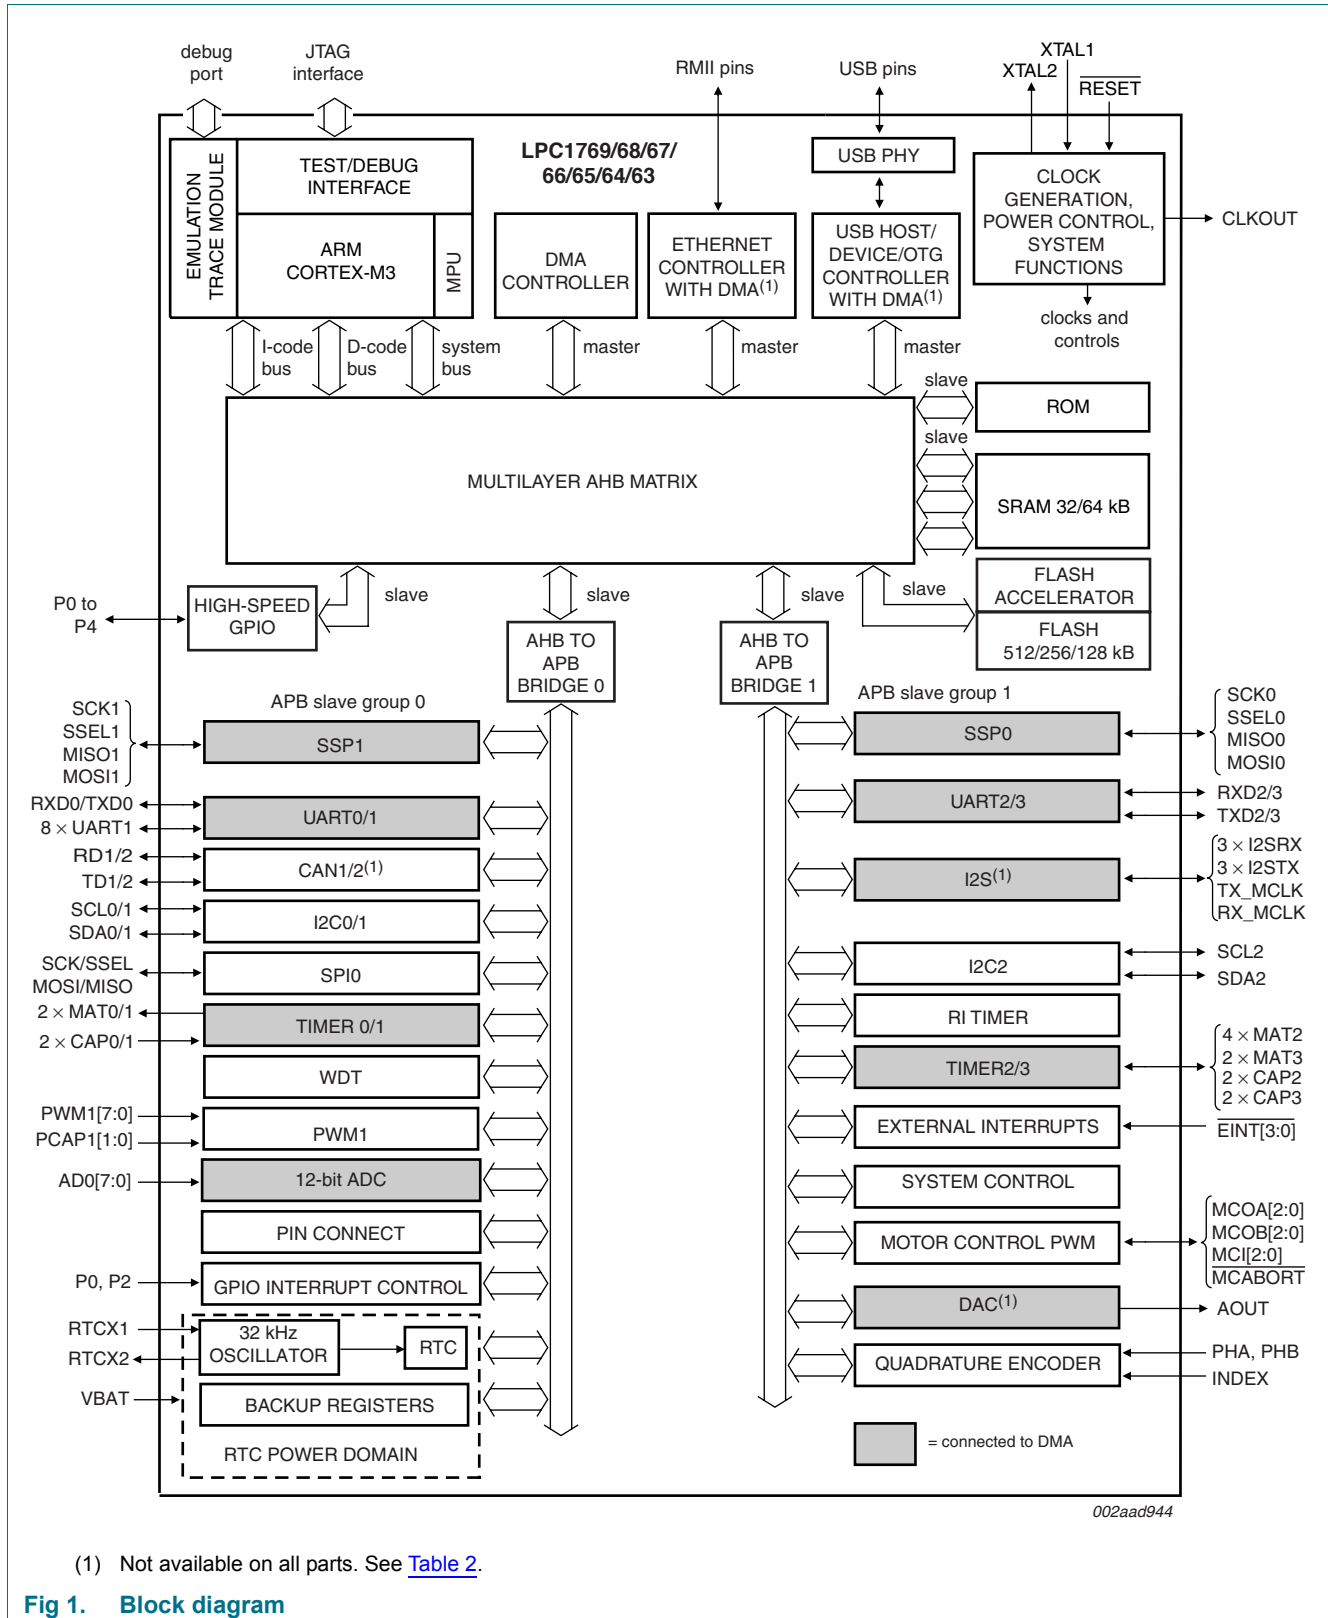 debug
port
JTAG
interface
RMII pins
USB pins
XTAL1
XTAL2
RESET
EMULATION
TRACE MODULE
TEST/DEBUG
INTERFACE
ARM
CORTEX-M3
MPU
LPC1769/68/67/
66/65/64/63
DMA
CONTROLLER
ETHERNET
CONTROLLER
WITH DMA(1)
USB PHY
USB HOST/
DEVICE/OTG
CONTROLLER
WITH DMA(1)
CLOCK
GENERATION,
POWER CONTROL,
SYSTEM
FUNCTIONS
CLKOUT
clocks and
controls
I-code
bus
D-code
bus
system
bus
master
master
master
slave
ROM
slave
SRAM 32/64 kB
MULTILAYER AHB MATRIX
P0 to
P4
HIGH-SPEED
GPIO
slave
slave
slave
slave
FLASH
ACCELERATOR
FLASH
512/256/128 kB
AHB TO
APB
BRIDGE 0
AHB TO
APB
BRIDGE 1
APB slave group 0
SCK1
SSEL1
MISO1
MOSI1
SSP1
RXD0/TXD0
8 × UART1
UART0/1
RD1/2
TD1/2
CAN1/2(1)
SCL0/1
SDA0/1
I2C0/1
SCK/SSEL
MOSI/MISO
SPI0
2 × MAT0/1
2 × CAP0/1
TIMER 0/1
WDT
PWM1[7:0]
PCAP1[1:0]
PWM1
AD0[7:0]
12-bit ADC
PIN CONNECT
P0, P2
GPIO INTERRUPT CONTROL
RTCX1
RTCX2
32 kHz
OSCILLATOR
RTC
VBAT
BACKUP REGISTERS
RTC POWER DOMAIN
APB slave group 1
SSP0
SCK0
SSEL0
MISO0
MOSI0
UART2/3
RXD2/3
TXD2/3
I2S(1)
3 × I2SRX
3 × I2STX
TX_MCLK
RX_MCLK
I2C2
SCL2
SDA2
RI TIMER
TIMER2/3
4 × MAT2
2 × MAT3
2 × CAP2
2 × CAP3
EXTERNAL INTERRUPTS
EINT[3:0]
SYSTEM CONTROL
MOTOR CONTROL PWM
MCOA[2:0]
MCOB[2:0]
MCI[2:0]
MCABORT
DAC(1)
AOUT
QUADRATURE ENCODER
PHA, PHB
INDEX
= connected to DMA
002aad944
(1) Not available on all parts. See Table 2.
Fig 1. Block diagram